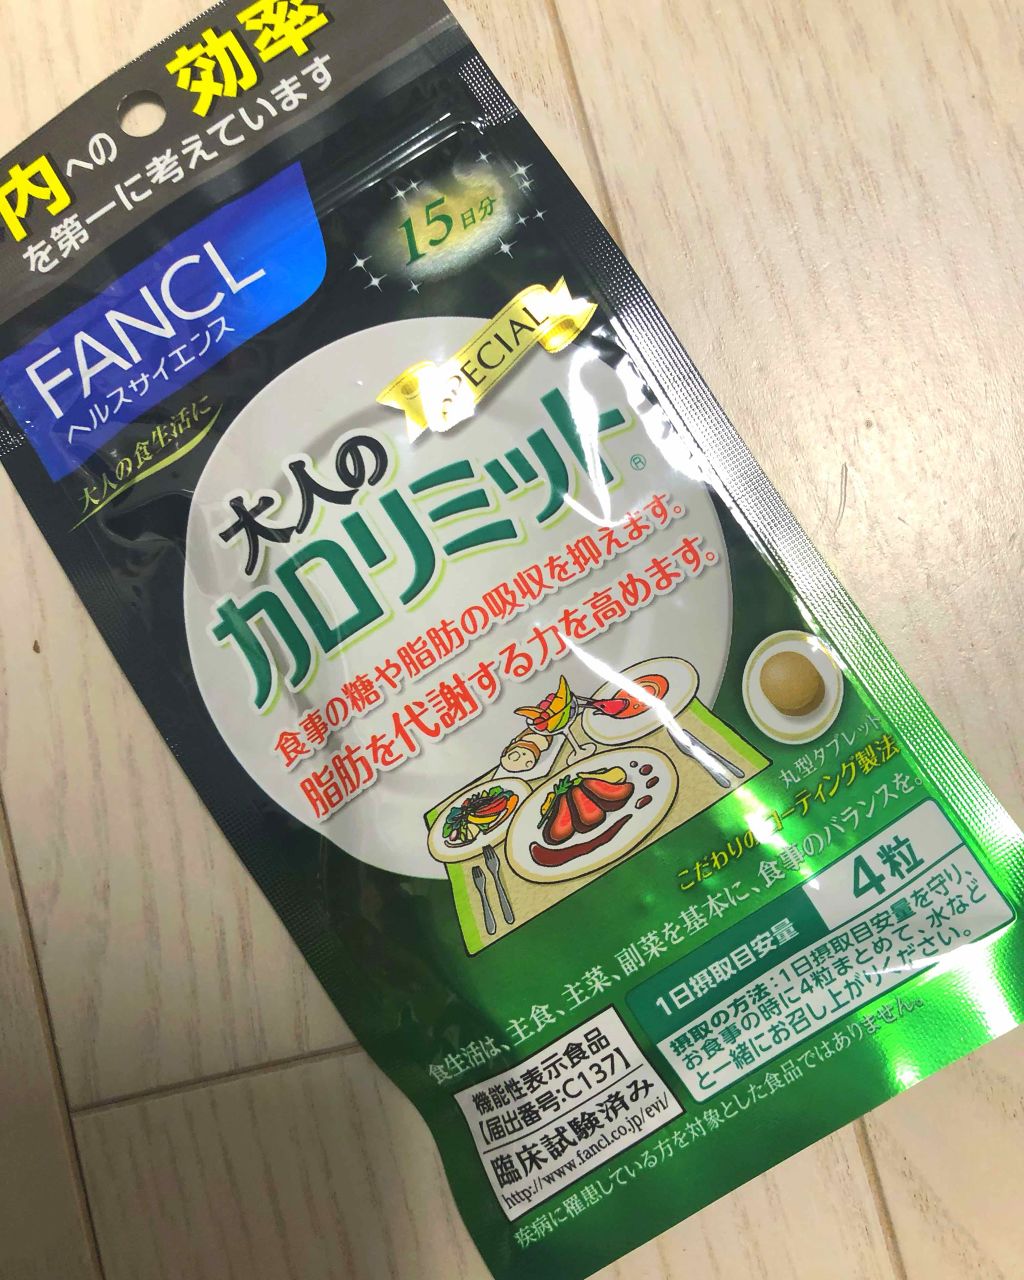 内への効率
を第一に考えています
FANCL
ヘルスサイエンス
15日分
大人の食生活に
SPECIAL
大人の
カロリミット®
食事の糖や脂肪の吸収を抑えます。
脂肪を代謝する力を高めます。
丸型タブレット
こだわりのコーティング製法
食生活は、主食、主菜、副菜を基本に、食事のバランスを。
1日摂取目安量 4粒
摂取の方法:1日摂取目安量を守り、
お食事の時に4粒まとめて、水など
と一緒にお召し上がりください。
機能性表示食品
【届出番号:C137】
臨床試験済み
http://www.fancl.co.jp/evi/
疾病に罹患している方を対象とした食品ではありません。